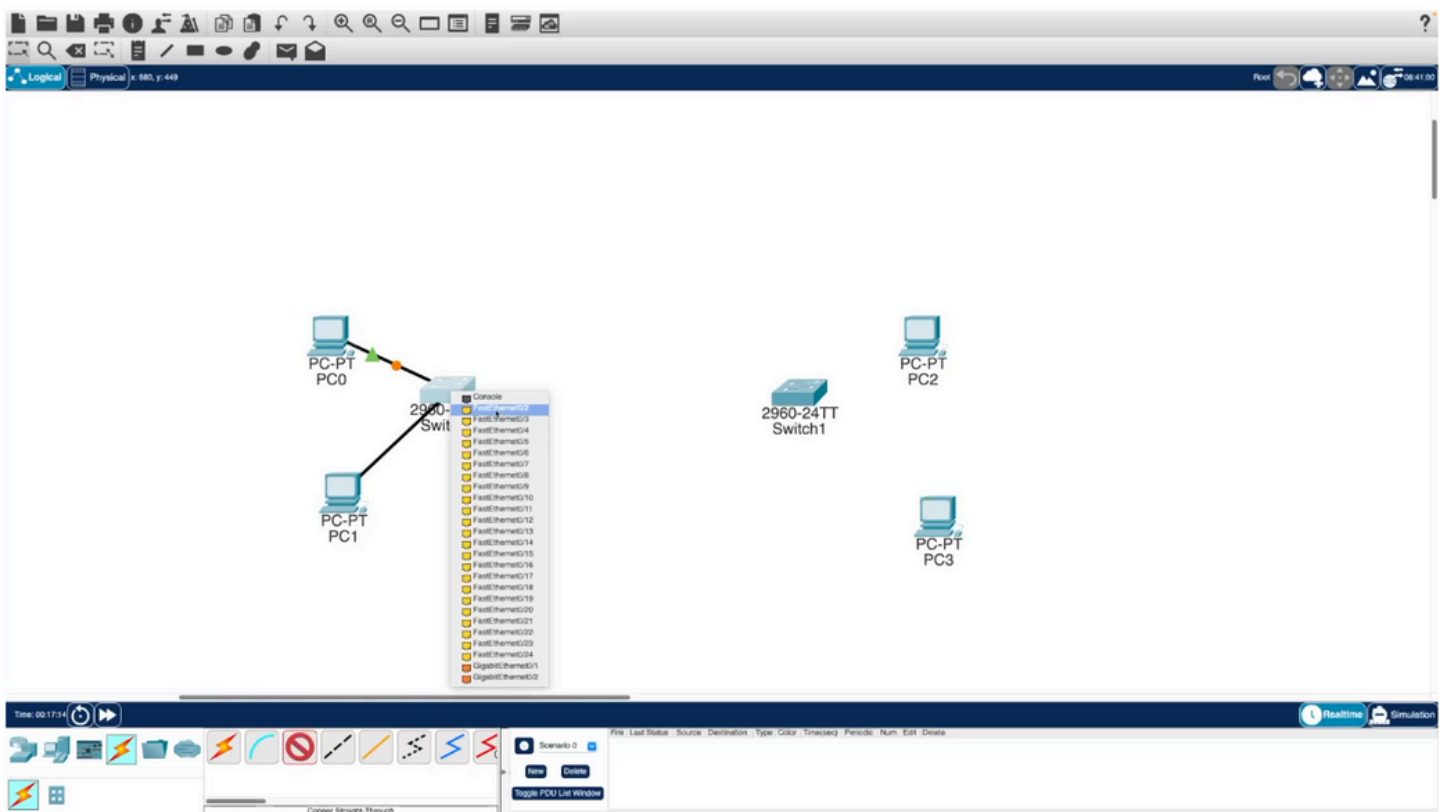 ?
Logical
Physical
x: 880, y: 449
Root
08:41:00
PC-PT
PC0
PC-PT
PC2
2960-
Swit
2960-24TT
Switch1
PC-PT
PC1
PC-PT
PC3
Console
FastEthernet0/2
FastEthernet0/3
FastEthernet0/4
FastEthernet0/5
FastEthernet0/6
FastEthernet0/7
FastEthernet0/8
FastEthernet0/9
FastEthernet0/10
FastEthernet0/11
FastEthernet0/12
FastEthernet0/13
FastEthernet0/14
FastEthernet0/15
FastEthernet0/16
FastEthernet0/17
FastEthernet0/18
FastEthernet0/19
FastEthernet0/20
FastEthernet0/21
FastEthernet0/22
FastEthernet0/23
FastEthernet0/24
GigabitEthernet0/1
GigabitEthernet0/2
Time: 00:17:14
Realtime
Simulation
Scenario 0
New
Delete
Toggle PDU List Window
Fire Last Status Source Destination Type Color Time(sec) Periodic Num Edit Delete
Copper Straight-Through